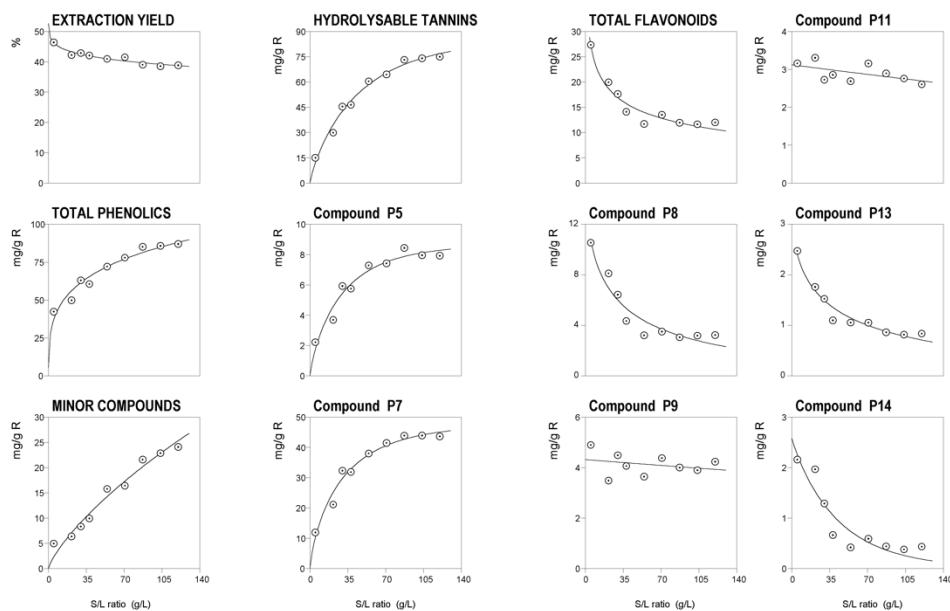 EXTRACTION YIELD
%
50
40
30
20
10
0
HYDROLYSABLE TANNINS
mg/g R
90
75
60
45
30
15
0
TOTAL FLAVONOIDS
mg/g R
30
25
20
15
10
5
0
Compound P11
mg/g R
4
3
2
1
0
TOTAL PHENOLICS
mg/g R
100
75
50
25
0
Compound P5
mg/g R
10
8
6
4
2
0
Compound P8
mg/g R
12
8
4
0
Compound P13
mg/g R
3
2
1
0
MINOR COMPOUNDS
mg/g R
30
25
20
15
10
5
0
0 35 70 105 140
S/L ratio (g/L)
Compound P7
mg/g R
50
40
30
20
10
0
0 35 70 105 140
S/L ratio (g/L)
Compound P9
mg/g R
6
4
2
0
0 35 70 105 140
S/L ratio (g/L)
Compound P14
mg/g R
3
2
1
0
0 35 70 105 140
S/L ratio (g/L)